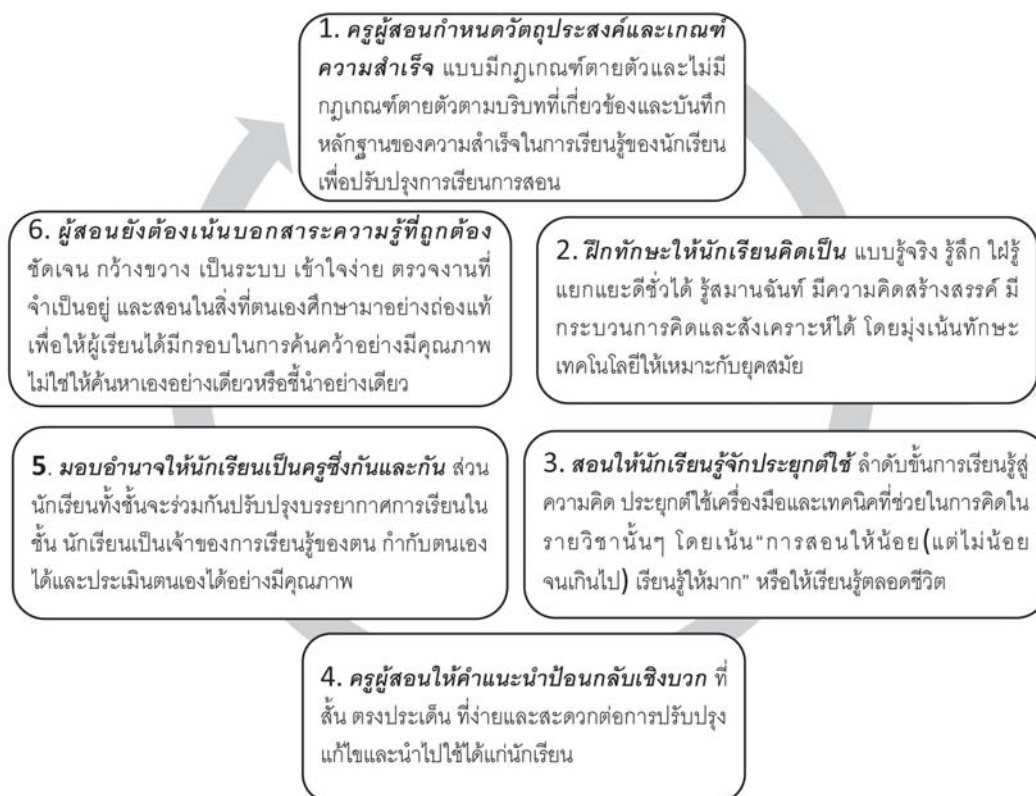 1. ครูผู้สอนกำหนดวัตถุประสงค์และเกณฑ์
ความสำเร็จ แบบมีกฎเกณฑ์ตายตัวและไม่มี
กฎเกณฑ์ตายตัวตามบริบทที่เกี่ยวข้องและบันทึก
หลักฐานของความสำเร็จในการเรียนรู้ของนักเรียน
เพื่อปรับปรุงการเรียนการสอน
2. ฝึกทักษะให้นักเรียนคิดเป็น แบบรู้จริง รู้ลึก ใฝ่รู้
แยกแยะดีชั่วได้ รู้สมานฉันท์ มีความคิดสร้างสรรค์ มี
กระบวนการคิดและสังเคราะห์ได้ โดยมุ่งเน้นทักษะ
เทคโนโลยีให้เหมาะกับยุคสมัย
3. สอนให้นักเรียนรู้จักประยุกต์ใช้ ลำดับขั้นการเรียนรู้สู่
ความคิด ประยุกต์ใช้เครื่องมือและเทคนิคที่ช่วยในการคิดใน
รายวิชานั้นๆ โดยเน้น“การสอนให้น้อย(แต่ไม่น้อย
จนเกินไป) เรียนรู้ให้มาก” หรือให้เรียนรู้ตลอดชีวิต
4. ครูผู้สอนให้คำแนะนำป้อนกลับเชิงบวก ที่
สั้น ตรงประเด็น ที่ง่ายและสะดวกต่อการปรับปรุง
แก้ไขและนำไปใช้ได้แก่นักเรียน
5. มอบอำนาจให้นักเรียนเป็นครูซึ่งกันและกัน ส่วน
นักเรียนทั้งชั้นจะร่วมกันปรับปรุงบรรยากาศการเรียนใน
ชั้น นักเรียนเป็นเจ้าของการเรียนรู้ของตน กำกับตนเอง
ได้และประเมินตนเองได้อย่างมีคุณภาพ
6. ผู้สอนยังต้องเน้นบอกสาระความรู้ที่ถูกต้อง
ชัดเจน กว้างขวาง เป็นระบบ เข้าใจง่าย ตรวจงานที่
จำเป็นอยู่ และสอนในสิ่งที่ตนเองศึกษามาอย่างถ่องแท้
เพื่อให้ผู้เรียนได้มีกรอบในการค้นคว้าอย่างมีคุณภาพ
ไม่ใช่ให้ค้นหาเองอย่างเดียวหรือชี้นำอย่างเดียว